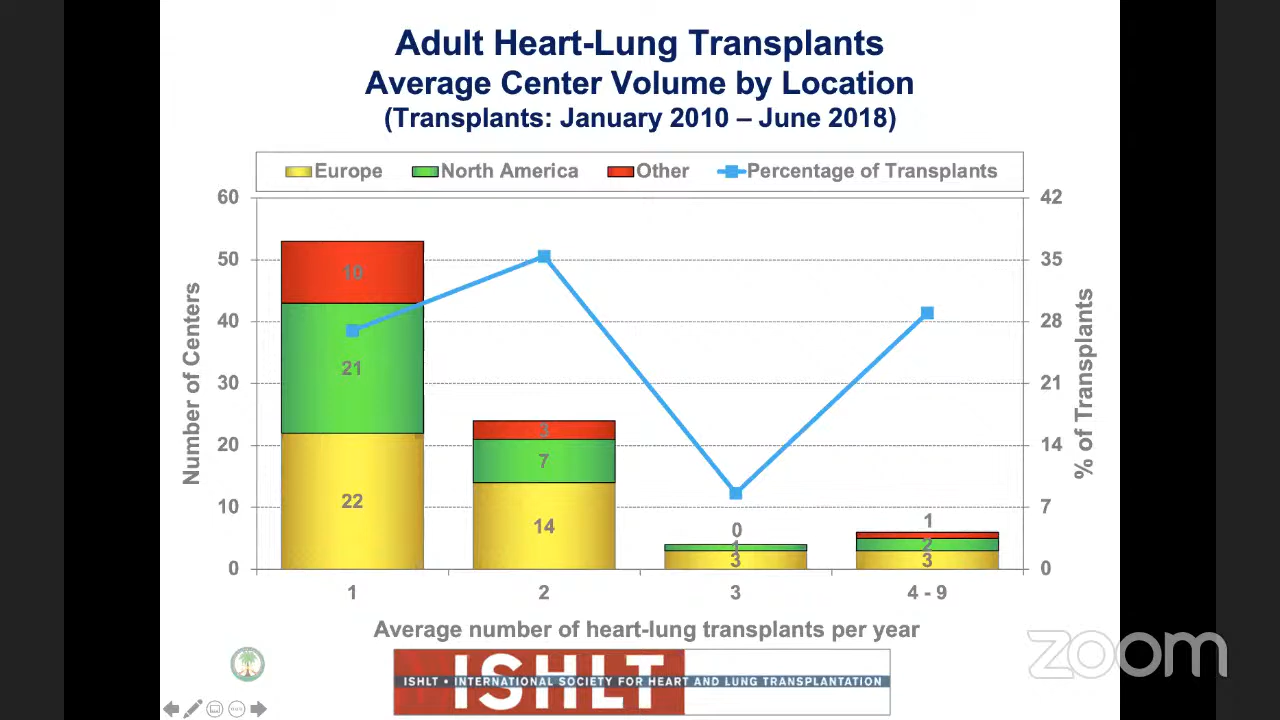 Adult Heart-Lung Transplants
Average Center Volume by Location
(Transplants: January 2010 – June 2018)
Europe North America Other Percentage of Transplants
60
50
40
30
20
10
0
Number of Centers
42
35
28
21
14
7
0
% of Transplants
10
21
22
3
7
14
0
1
3
1
2
3
1 2 3 4 - 9
Average number of heart-lung transplants per year
ISHLT
ISHLT • INTERNATIONAL SOCIETY FOR HEART AND LUNG TRANSPLANTATION
zoom